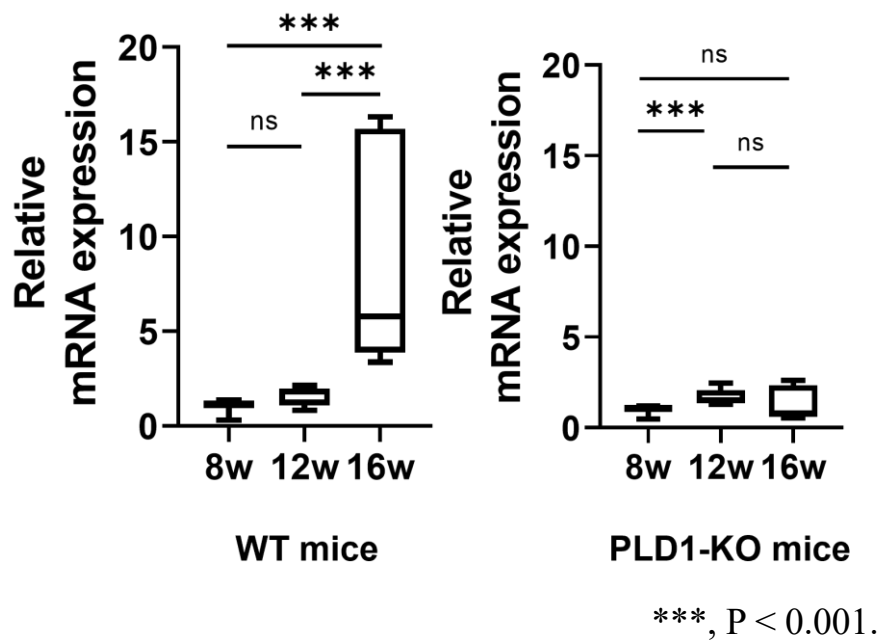 Relative
mRNA expression
20
15
10
5
0
***
***
ns
8w 12w 16w
WT mice
Relative
mRNA expression
20
15
10
5
0
ns
***
ns
8w 12w 16w
PLD1-KO mice
***, P < 0.001.